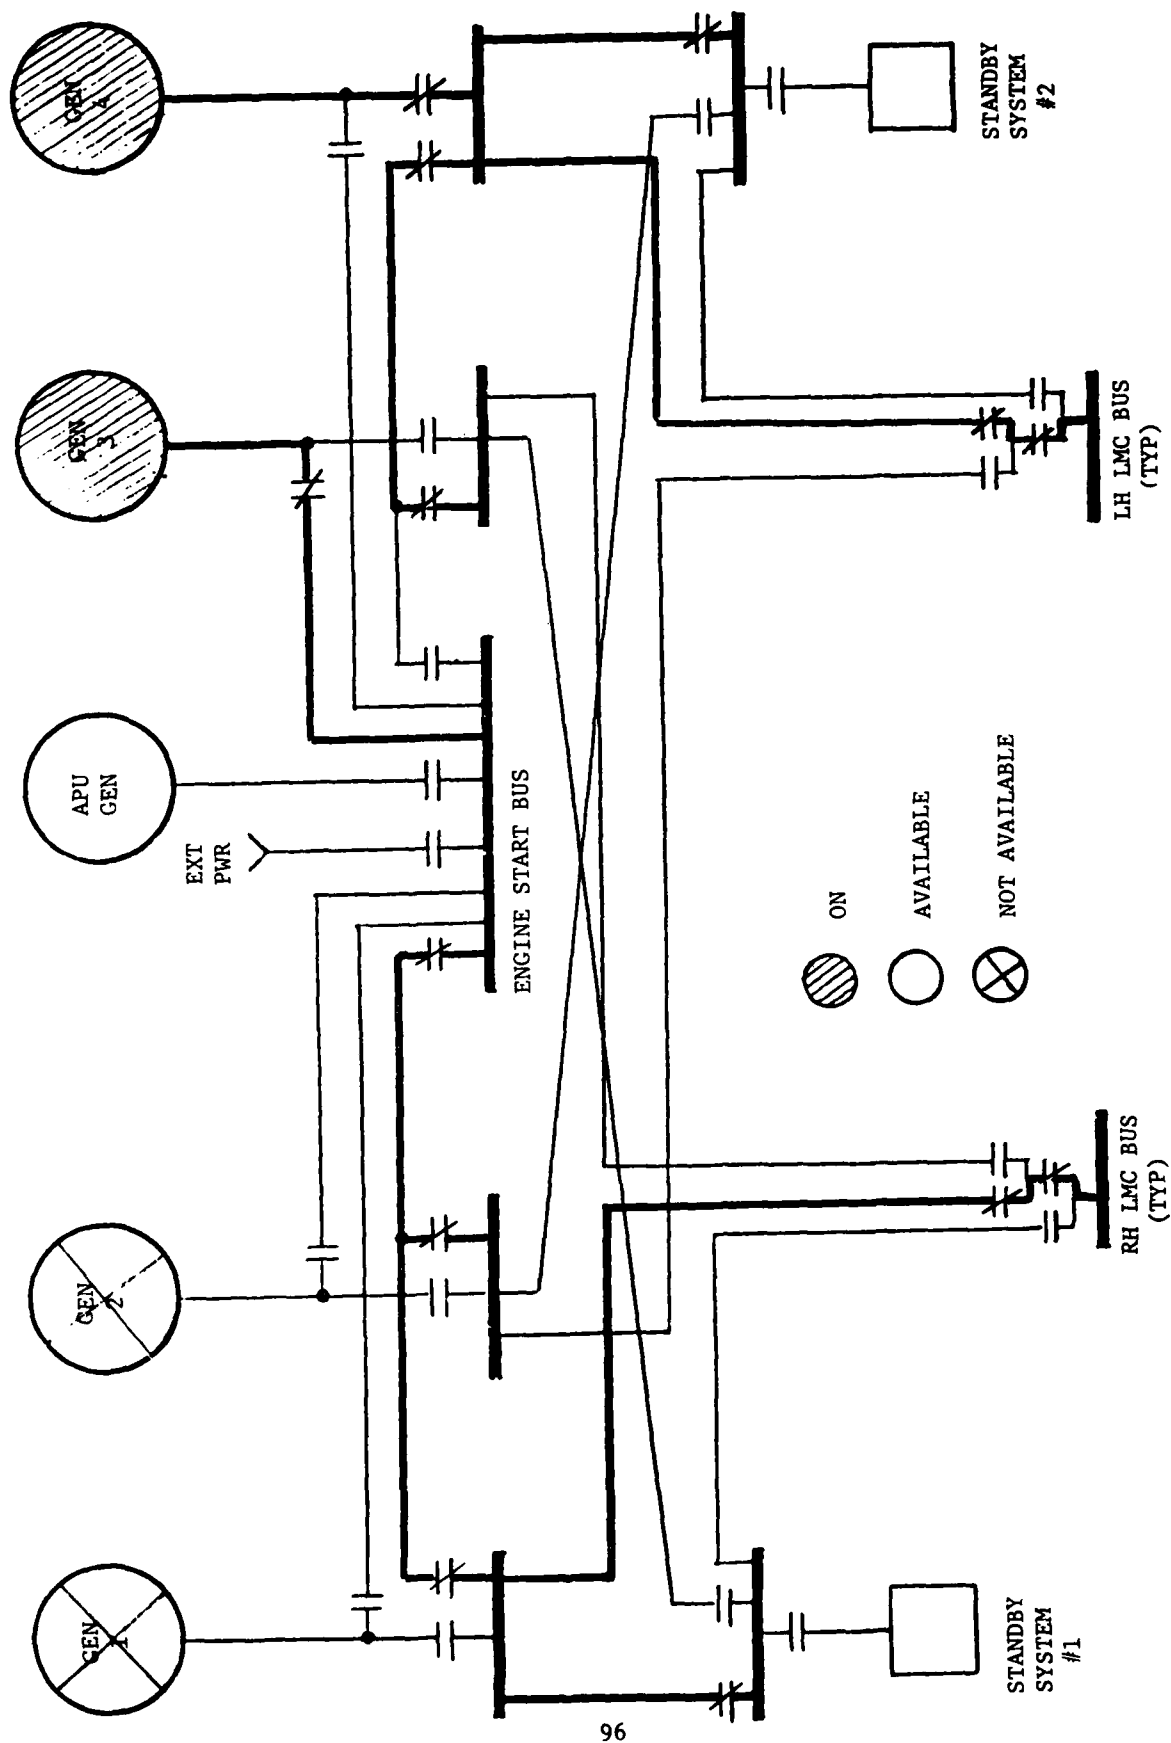 GEN
1
GEN
2
APU
GEN
GEN
3
GEN
4
EXT
PWR
ENGINE START BUS
STANDBY
SYSTEM
#1
RH LMC BUS
(TYP)
ON
AVAILABLE
NOT AVAILABLE
LH LMC BUS
(TYP)
STANDBY
SYSTEM
#2
96